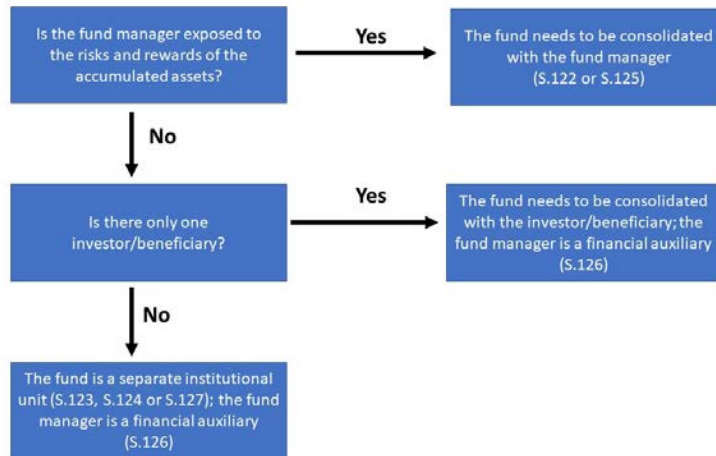 Is the fund manager exposed to
the risks and rewards of the
accumulated assets?
Yes
The fund needs to be consolidated
with the fund manager
(S.122 or S.125)
No
Is there only one
investor/beneficiary?
Yes
The fund needs to be consolidated
with the investor/beneficiary; the
fund manager is a financial auxiliary
(S.126)
No
The fund is a separate institutional
unit (S.123, S.124 or S.127); the fund
manager is a financial auxiliary
(S.126)